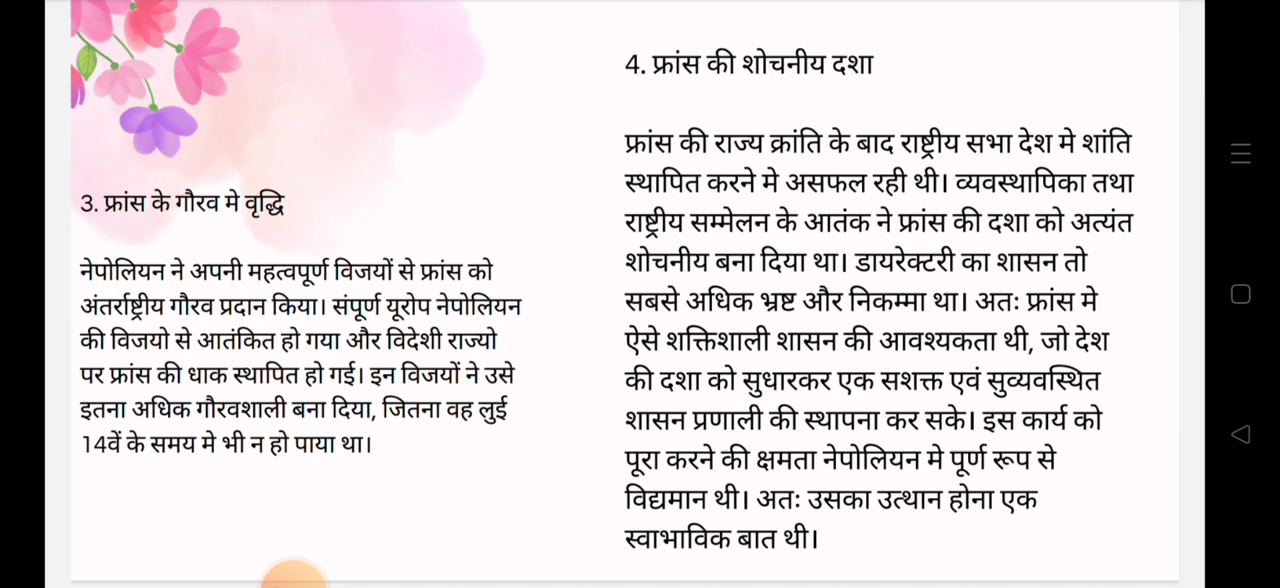 3. फ्रांस के गौरव मे वृद्धि
नेपोलियन ने अपनी महत्वपूर्ण विजयों से फ्रांस को
अंतर्राष्ट्रीय गौरव प्रदान किया। संपूर्ण यूरोप नेपोलियन
की विजयो से आतंकित हो गया और विदेशी राज्यो
पर फ्रांस की धाक स्थापित हो गई। इन विजयों ने उसे
इतना अधिक गौरवशाली बना दिया, जितना वह लुई
14वें के समय मे भी न हो पाया था।
4. फ्रांस की शोचनीय दशा
फ्रांस की राज्य क्रांति के बाद राष्ट्रीय सभा देश मे शांति
स्थापित करने मे असफल रही थी। व्यवस्थापिका तथा
राष्ट्रीय सम्मेलन के आतंक ने फ्रांस की दशा को अत्यंत
शोचनीय बना दिया था। डायरेक्टरी का शासन तो
सबसे अधिक भ्रष्ट और निकम्मा था। अतः फ्रांस मे
ऐसे शक्तिशाली शासन की आवश्यकता थी, जो देश
की दशा को सुधारकर एक सशक्त एवं सुव्यवस्थित
शासन प्रणाली की स्थापना कर सके। इस कार्य को
पूरा करने की क्षमता नेपोलियन मे पूर्ण रूप से
विद्यमान थी। अतः उसका उत्थान होना एक
स्वाभाविक बात थी।